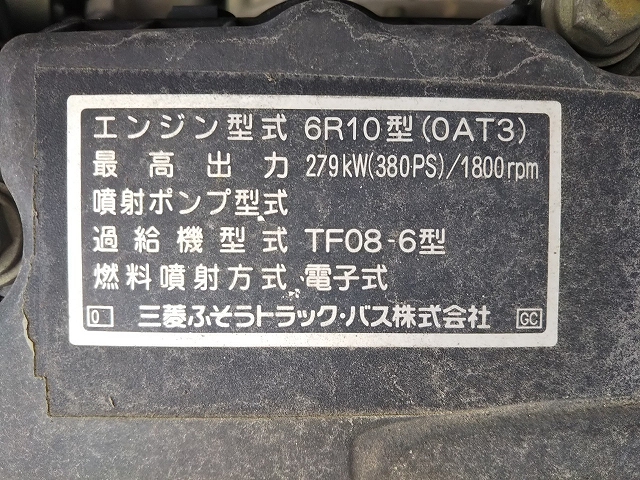 エンジン型式 6R10型(0AT3)
最高出力 279kW(380PS)/1800rpm
噴射ポンプ型式
過給機型式 TF08-6型
燃料噴射方式 電子式
0 三菱ふそうトラック・バス株式会社 GC